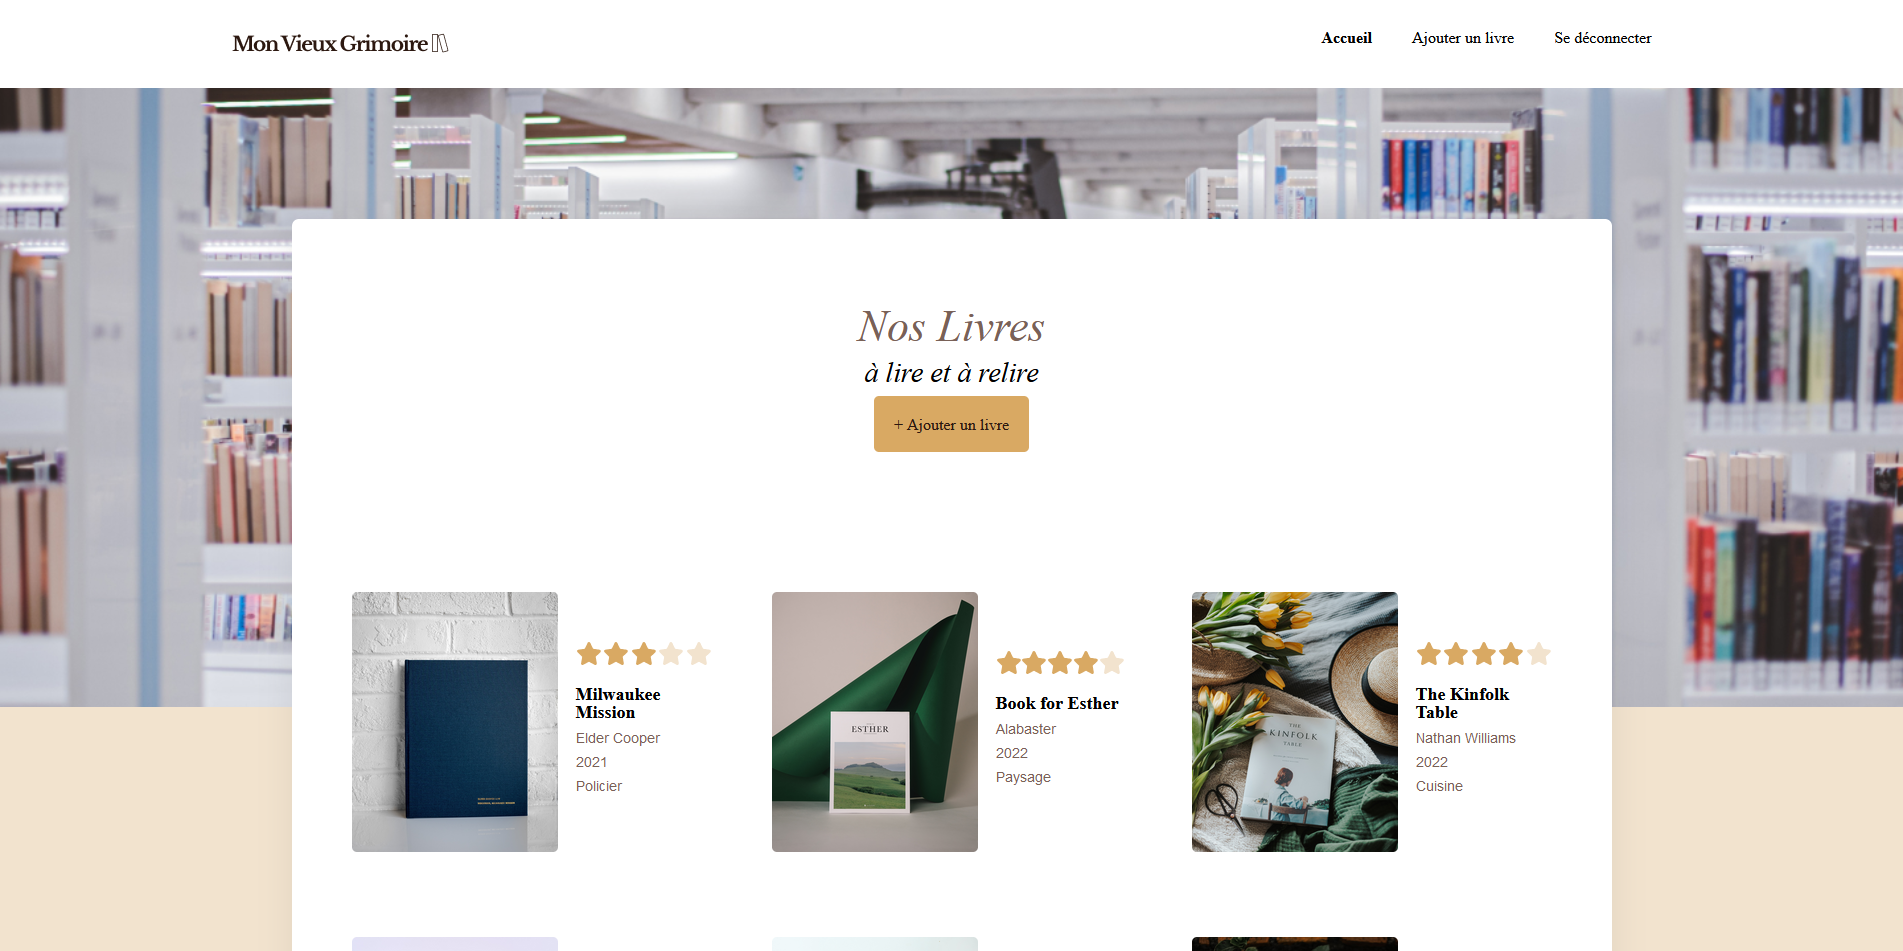 Mon Vieux Grimoire
Accueil
Ajouter un livre
Se déconnecter
Nos Livres
à lire et à relire
+ Ajouter un livre
Milwaukee
Mission
Elder Cooper
2021
Policier
ESTHER
Book for Esther
Alabaster
2022
Paysage
THE
KINFOLK
TABLE
The Kinfolk
Table
Nathan Williams
2022
Cuisine